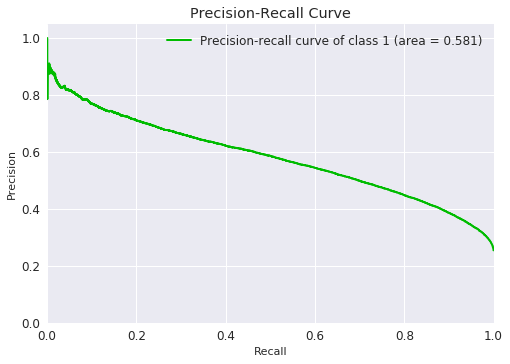 Precision-Recall Curve
Precision-recall curve of class 1 (area = 0.581)
1.0
0.8
0.6
0.4
0.2
0.0
Precision
0.0 0.2 0.4 0.6 0.8 1.0
Recall